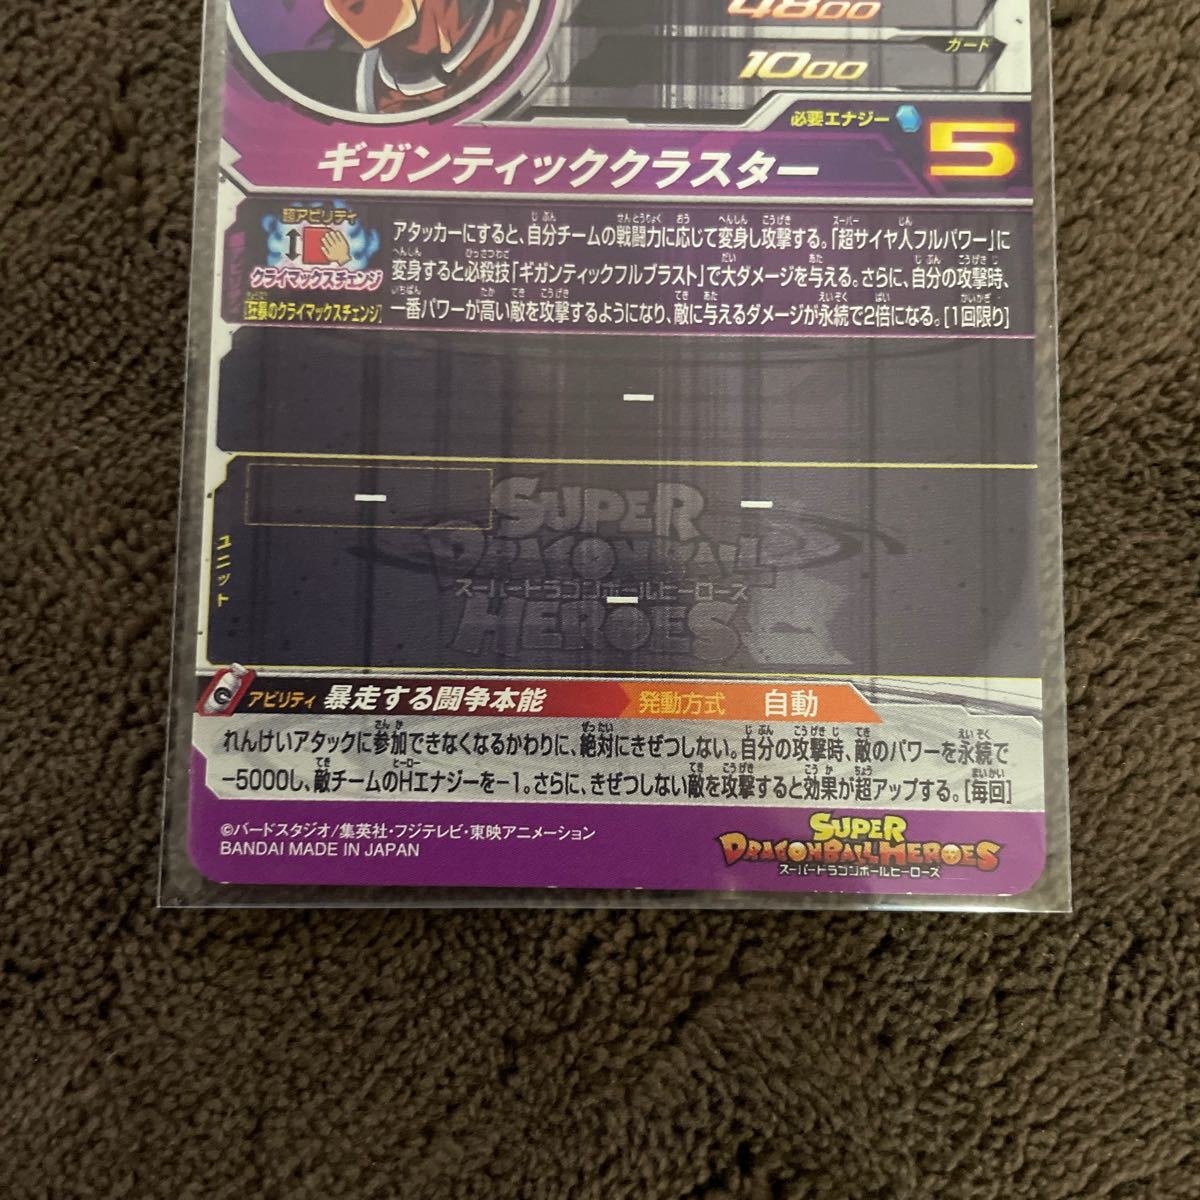 4800
ガード
1000
必要エナジー 5
ギガンティッククラスター
超アビリティ
クライマックスチェンジ
[狂暴のクライマックスチェンジ]
アタッカーにすると、自分チームの戦闘力に応じて変身し攻撃する。「超サイヤ人フルパワー」に
変身すると必殺技「ギガンティックフルブラスト」で大ダメージを与える。さらに、自分の攻撃時、
一番パワーが高い敵を攻撃するようになり、敵に与えるダメージが永続で2倍になる。[1回限り]
ー
ー ー
ユニット
SUPER
DRAGON BALL
スーパードラゴンボールヒーローズ
ー
HEROES
アビリティ 暴走する闘争本能 発動方式 自動
れんけいアタックに参加できなくなるかわりに、絶対にきぜつしない。自分の攻撃時、敵のパワーを永続で
-5000し、敵チームのHエナジーを-1。さらに、きぜつしない敵を攻撃すると効果が超アップする。[毎回]
©バードスタジオ/集英社・フジテレビ・東映アニメーション
BANDAI MADE IN JAPAN
SUPER
DRAGONBALL HEROES
スーパードラゴンボールヒーローズ